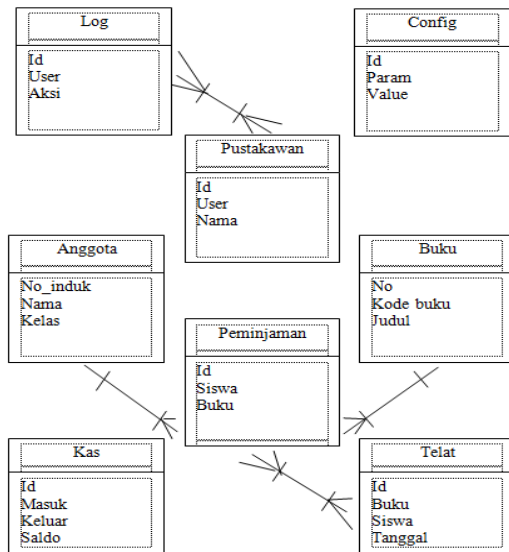 Log
Id
User
Aksi
Config
Id
Param
Value
Pustakawan
Id
User
Nama
Anggota
No_induk
Nama
Kelas
Buku
No
Kode buku
Judul
Peminjaman
Id
Siswa
Buku
Kas
Id
Masuk
Keluar
Saldo
Telat
Id
Buku
Siswa
Tanggal